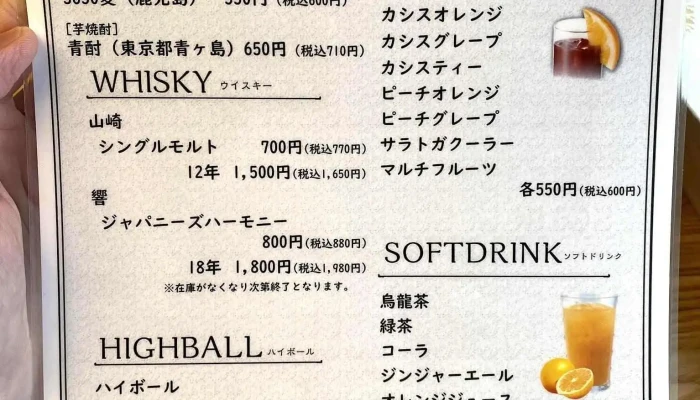 [芋焼酎]
青酎（東京都青ヶ島）650円（税込710円）
WHISKY ウイスキー
山崎
シングルモルト 700円(税込770円)
12年 1,500円(税込1,650円)
響
ジャパニーズハーモニー
800円(税込880円)
18年 1,800円(税込1,980円)
※在庫がなくなり次第終了となります。
HIGHBALL ハイボール
ハイボール
カシスオレンジ
カシスグレープ
カシスティー
ピーチオレンジ
ピーチグレープ
サラトガクーラー
マルチフルーツ
各550円(税込600円)
SOFTDRINK ソフトドリンク
烏龍茶
緑茶
コーラ
ジンジャーエール
オレンジジュース